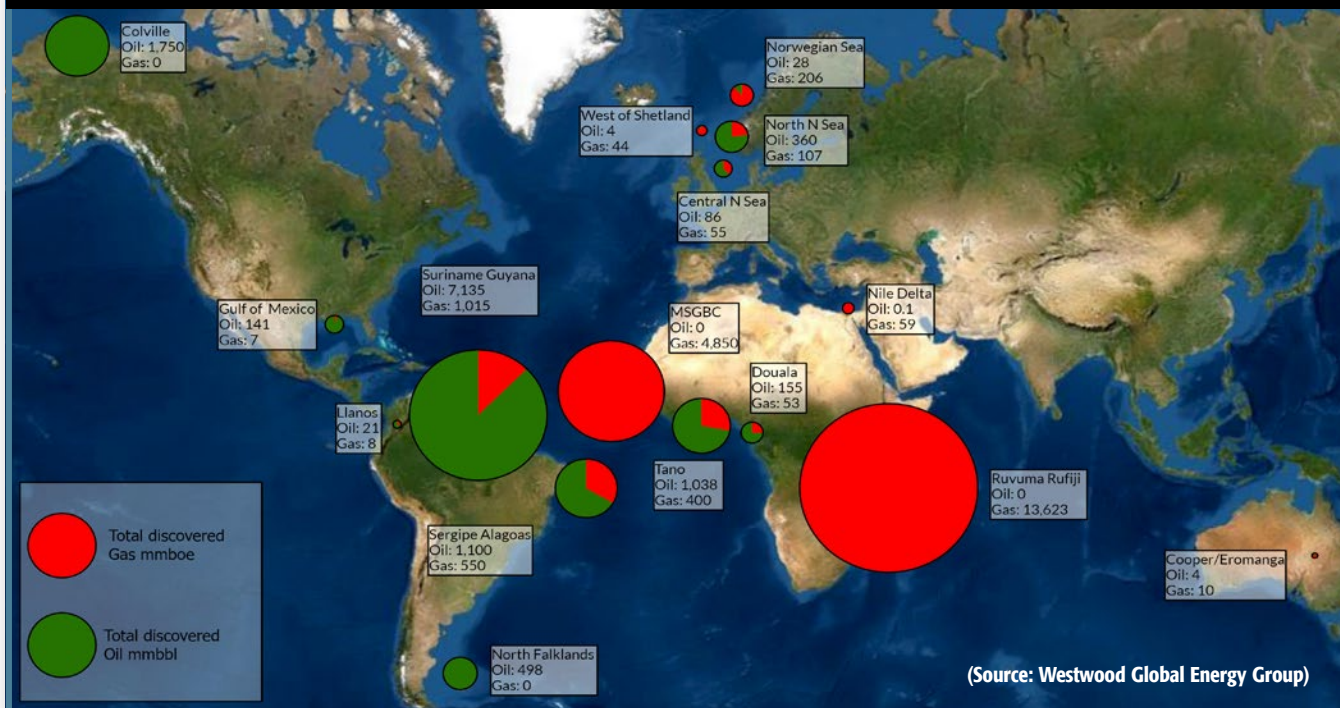 Colville
Oil: 1,750
Gas: 0
Norwegian Sea
Oil: 28
Gas: 206
West of Shetland
Oil: 4
Gas: 44
North N Sea
Oil: 360
Gas: 107
Central N Sea
Oil: 86
Gas: 55
Suriname Guyana
Oil: 7,135
Gas: 1,015
Gulf of Mexico
Oil: 141
Gas: 7
MSGBC
Oil: 0
Gas: 4,850
Nile Delta
Oil: 0.1
Gas: 59
Douala
Oil: 155
Gas: 53
Llanos
Oil: 21
Gas: 8
Tano
Oil: 1,038
Gas: 400
Ruvuma Rufiji
Oil: 0
Gas: 13,623
Sergipe Alagoas
Oil: 1,100
Gas: 550
Cooper/Eromanga
Oil: 4
Gas: 10
North Falklands
Oil: 498
Gas: 0
Total discovered
Gas mmboe
Total discovered
Oil mmbbl
(Source: Westwood Global Energy Group)